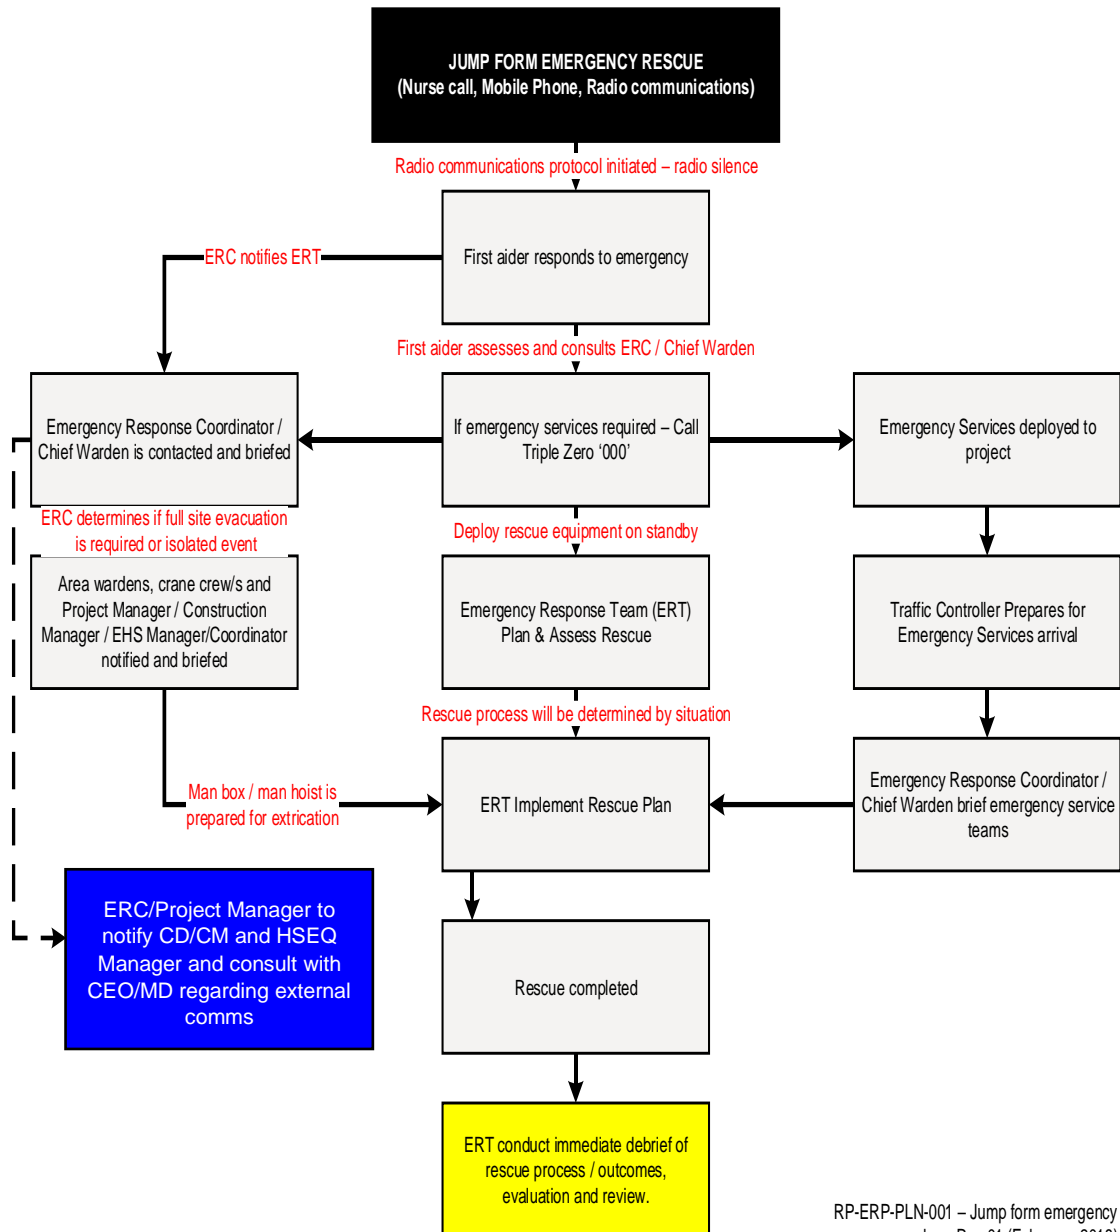 JUMP FORM EMERGENCY RESCUE
(Nurse call, Mobile Phone, Radio communications)
Radio communications protocol initiated – radio silence
First aider responds to emergency
ERC notifies ERT
First aider assesses and consults ERC / Chief Warden
Emergency Response Coordinator /
Chief Warden is contacted and briefed
If emergency services required – Call
Triple Zero ‘000’
Emergency Services deployed to
project
ERC determines if full site evacuation
is required or isolated event
Deploy rescue equipment on standby
Area wardens, crane crew/s and
Project Manager / Construction
Manager / EHS Manager/Coordinator
notified and briefed
Emergency Response Team (ERT)
Plan & Assess Rescue
Traffic Controller Prepares for
Emergency Services arrival
Rescue process will be determined by situation
Man box / man hoist is
prepared for extrication
ERT Implement Rescue Plan
Emergency Response Coordinator /
Chief Warden brief emergency service
teams
ERC/Project Manager to
notify CD/CM and HSEQ
Manager and consult with
CEO/MD regarding external
comms
Rescue completed
ERT conduct immediate debrief of
rescue process / outcomes,
evaluation and review.
RP-ERP-PLN-001 – Jump form emergency